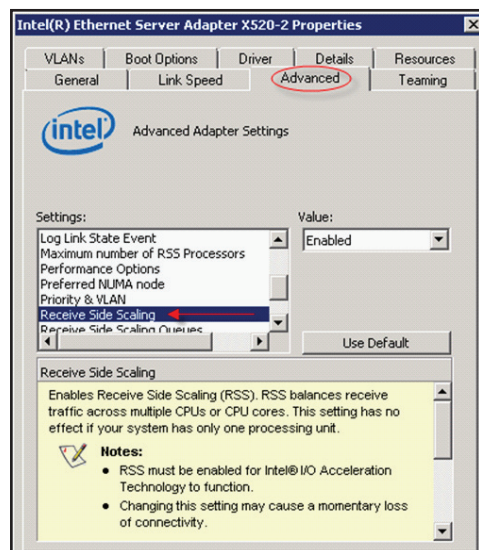 Intel(R) Ethernet Server Adapter X520-2 Properties
VLANs Boot Options Driver Details Resources
General Link Speed Advanced Teaming
intel Advanced Adapter Settings
Settings:
Value:
Log Link State Event
Maximum number of RSS Processors
Performance Options
Preferred NUMA node
Priority & VLAN
Receive Side Scaling
Receive Side Scaling Queues
Enabled
Use Default
Receive Side Scaling
Enables Receive Side Scaling (RSS). RSS balances receive
traffic across multiple CPUs or CPU cores. This setting has no
effect if your system has only one processing unit.
Notes:
• RSS must be enabled for Intel® I/O Acceleration
Technology to function.
• Changing this setting may cause a momentary loss
of connectivity.